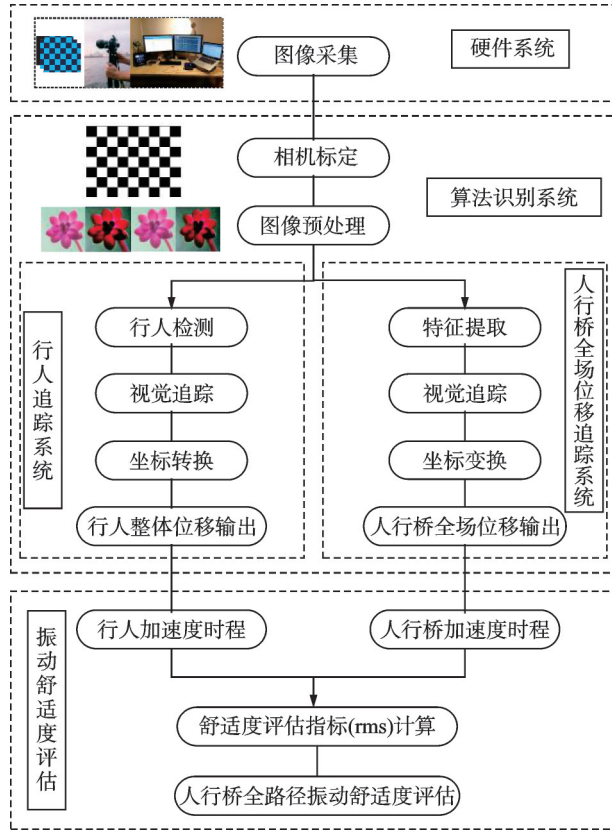 图像采集
硬件系统
相机标定
算法识别系统
图像预处理
行人追踪系统
行人检测
视觉追踪
坐标转换
行人整体位移输出
特征提取
视觉追踪
坐标变换
人行桥全场位移输出
人行桥全场位移追踪系统
振动舒适度评估
行人加速度时程
人行桥加速度时程
舒适度评估指标(rms)计算
人行桥全路径振动舒适度评估